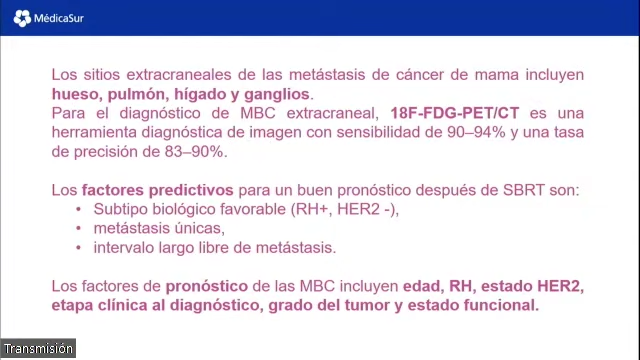 MédicaSur
Los sitios extracraneales de las metástasis de cáncer de mama incluyen
hueso, pulmón, hígado y ganglios.
Para el diagnóstico de MBC extracraneal, 18F-FDG-PET/CT es una
herramienta diagnóstica de imagen con sensibilidad de 90–94% y una tasa
de precisión de 83–90%.
Los factores predictivos para un buen pronóstico después de SBRT son:
• Subtipo biológico favorable (RH+, HER2 -),
• metástasis únicas,
• intervalo largo libre de metástasis.
Los factores de pronóstico de las MBC incluyen edad, RH, estado HER2,
etapa clínica al diagnóstico, grado del tumor y estado funcional.
Transmisión